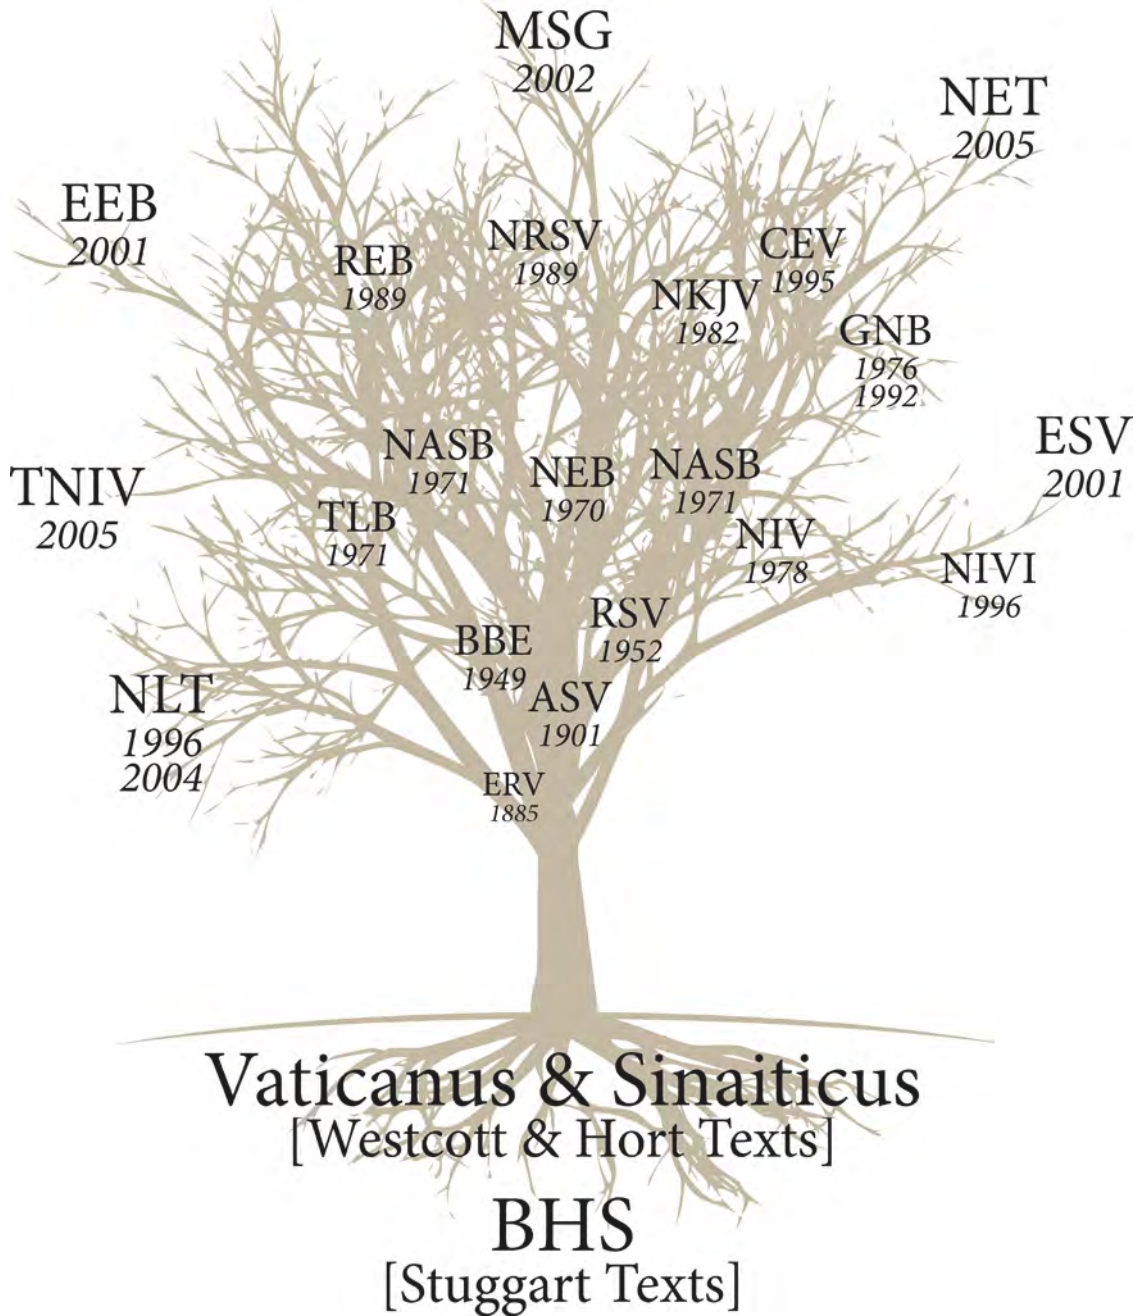 MSG
2002
NET
2005
EEB
2001
NRSV
1989
CEV
1995
REB
1989
NKJV
1982
GNB
1976
1992
ESV
2001
NASB
1971
NEB
1970
NASB
1971
TNIV
2005
TLB
1971
NIV
1978
NIVI
1996
RSV
1952
BBE
1949
NLT
1996
2004
ASV
1901
ERV
1885
Vaticanus & Sinaiticus
[Westcott & Hort Texts]
BHS
[Stuggart Texts]